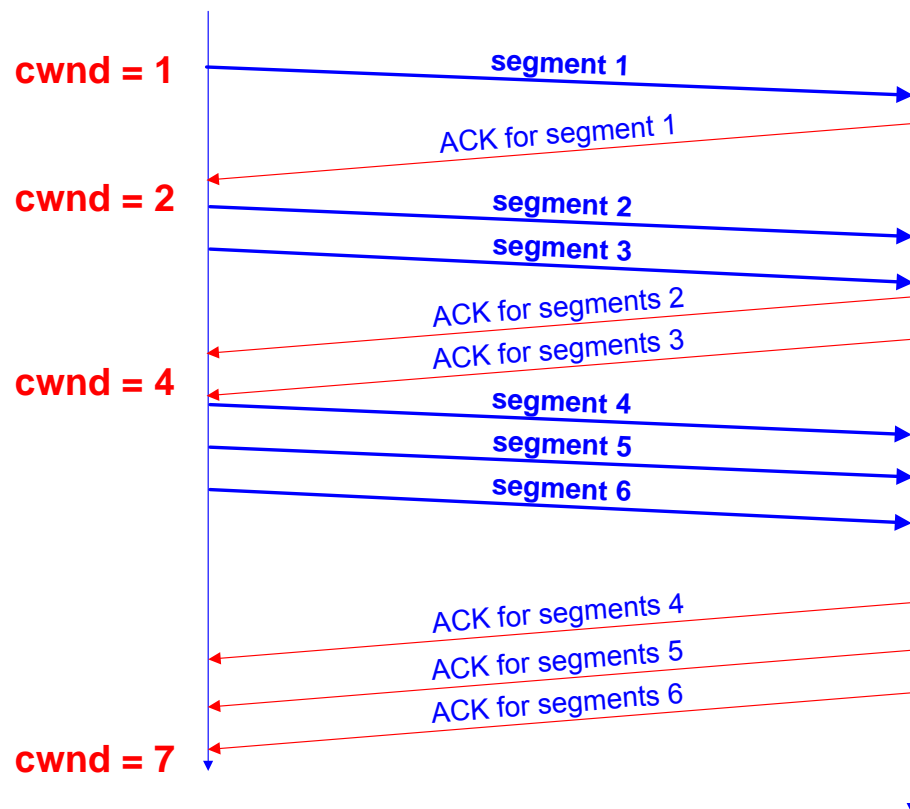 cwnd = 1
segment 1
ACK for segment 1
cwnd = 2
segment 2
segment 3
ACK for segments 2
ACK for segments 3
cwnd = 4
segment 4
segment 5
segment 6
ACK for segments 4
ACK for segments 5
ACK for segments 6
cwnd = 7